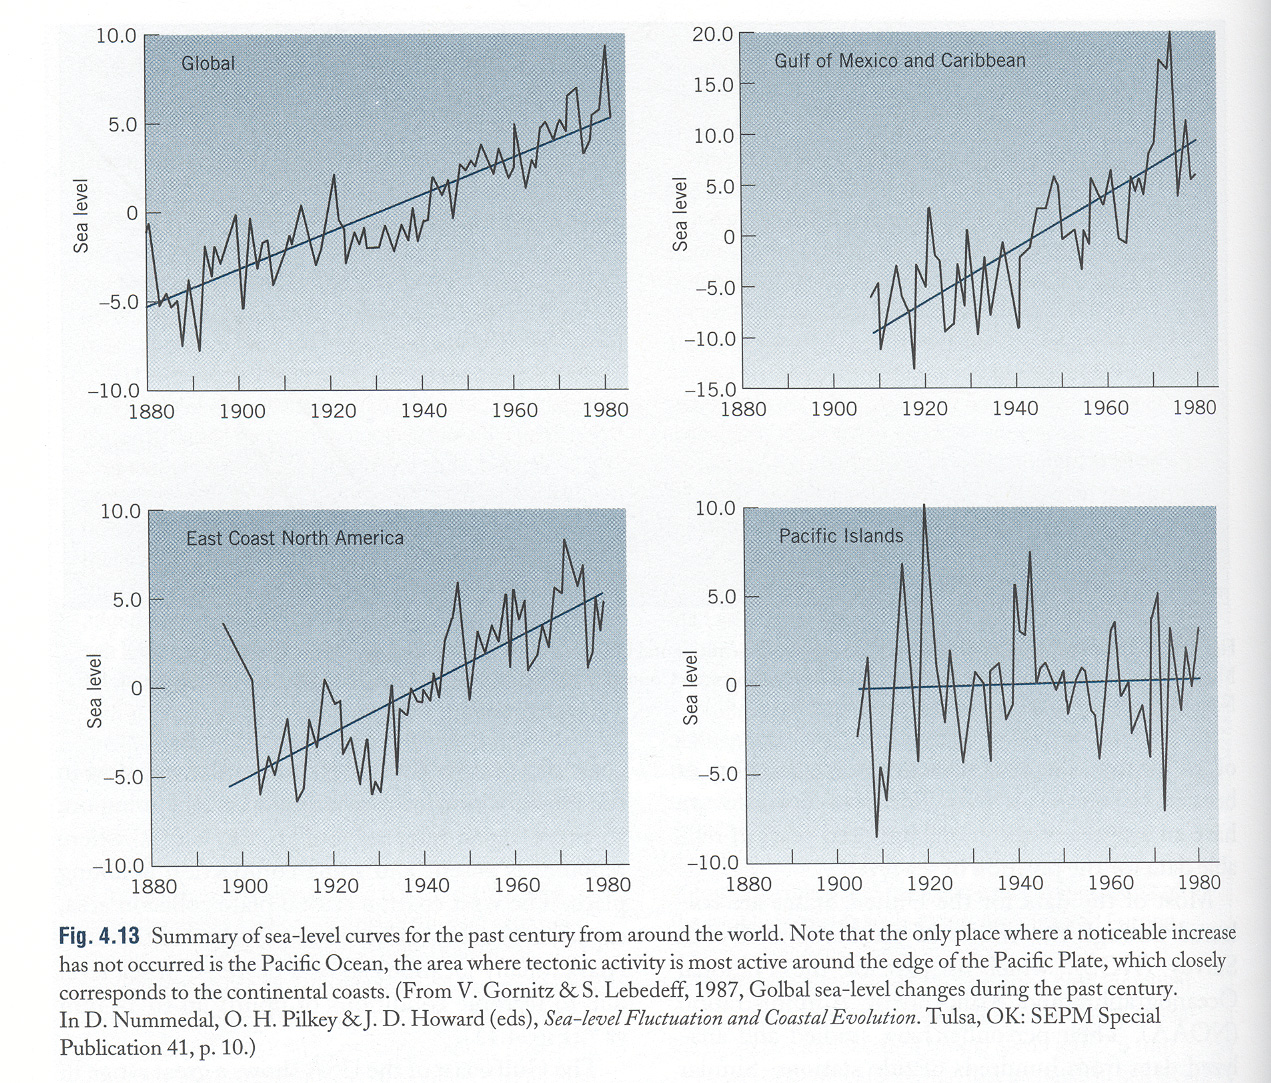 10.0
Global
5.0
0
−5.0
−10.0
Sea level
1880 1900 1920 1940 1960 1980
20.0
Gulf of Mexico and Caribbean
15.0
10.0
5.0
0
−5.0
−10.0
−15.0
Sea level
1880 1900 1920 1940 1960 1980
10.0
East Coast North America
5.0
0
−5.0
−10.0
Sea level
1880 1900 1920 1940 1960 1980
10.0
Pacific Islands
5.0
0
−5.0
−10.0
Sea level
1880 1900 1920 1940 1960 1980
Fig. 4.13 Summary of sea-level curves for the past century from around the world. Note that the only place where a noticeable increase
has not occurred is the Pacific Ocean, the area where tectonic activity is most active around the edge of the Pacific Plate, which closely
corresponds to the continental coasts. (From V. Gornitz & S. Lebedeff, 1987, Golbal sea-level changes during the past century.
In D. Nummedal, O. H. Pilkey & J. D. Howard (eds), Sea-level Fluctuation and Coastal Evolution. Tulsa, OK: SEPM Special
Publication 41, p. 10.)